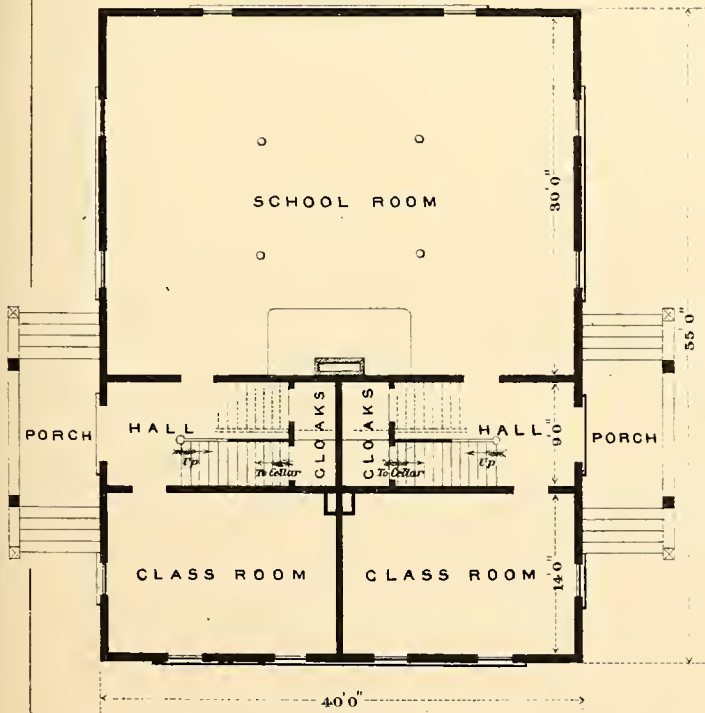 SCHOOL ROOM
30'0"
55'0"
PORCH
HALL
CLOAKS
CLOAKS
HALL
9'0"
PORCH
Up
To Cellar
To Cellar
Up
CLASS ROOM
CLASS ROOM
14'0"
40'0"